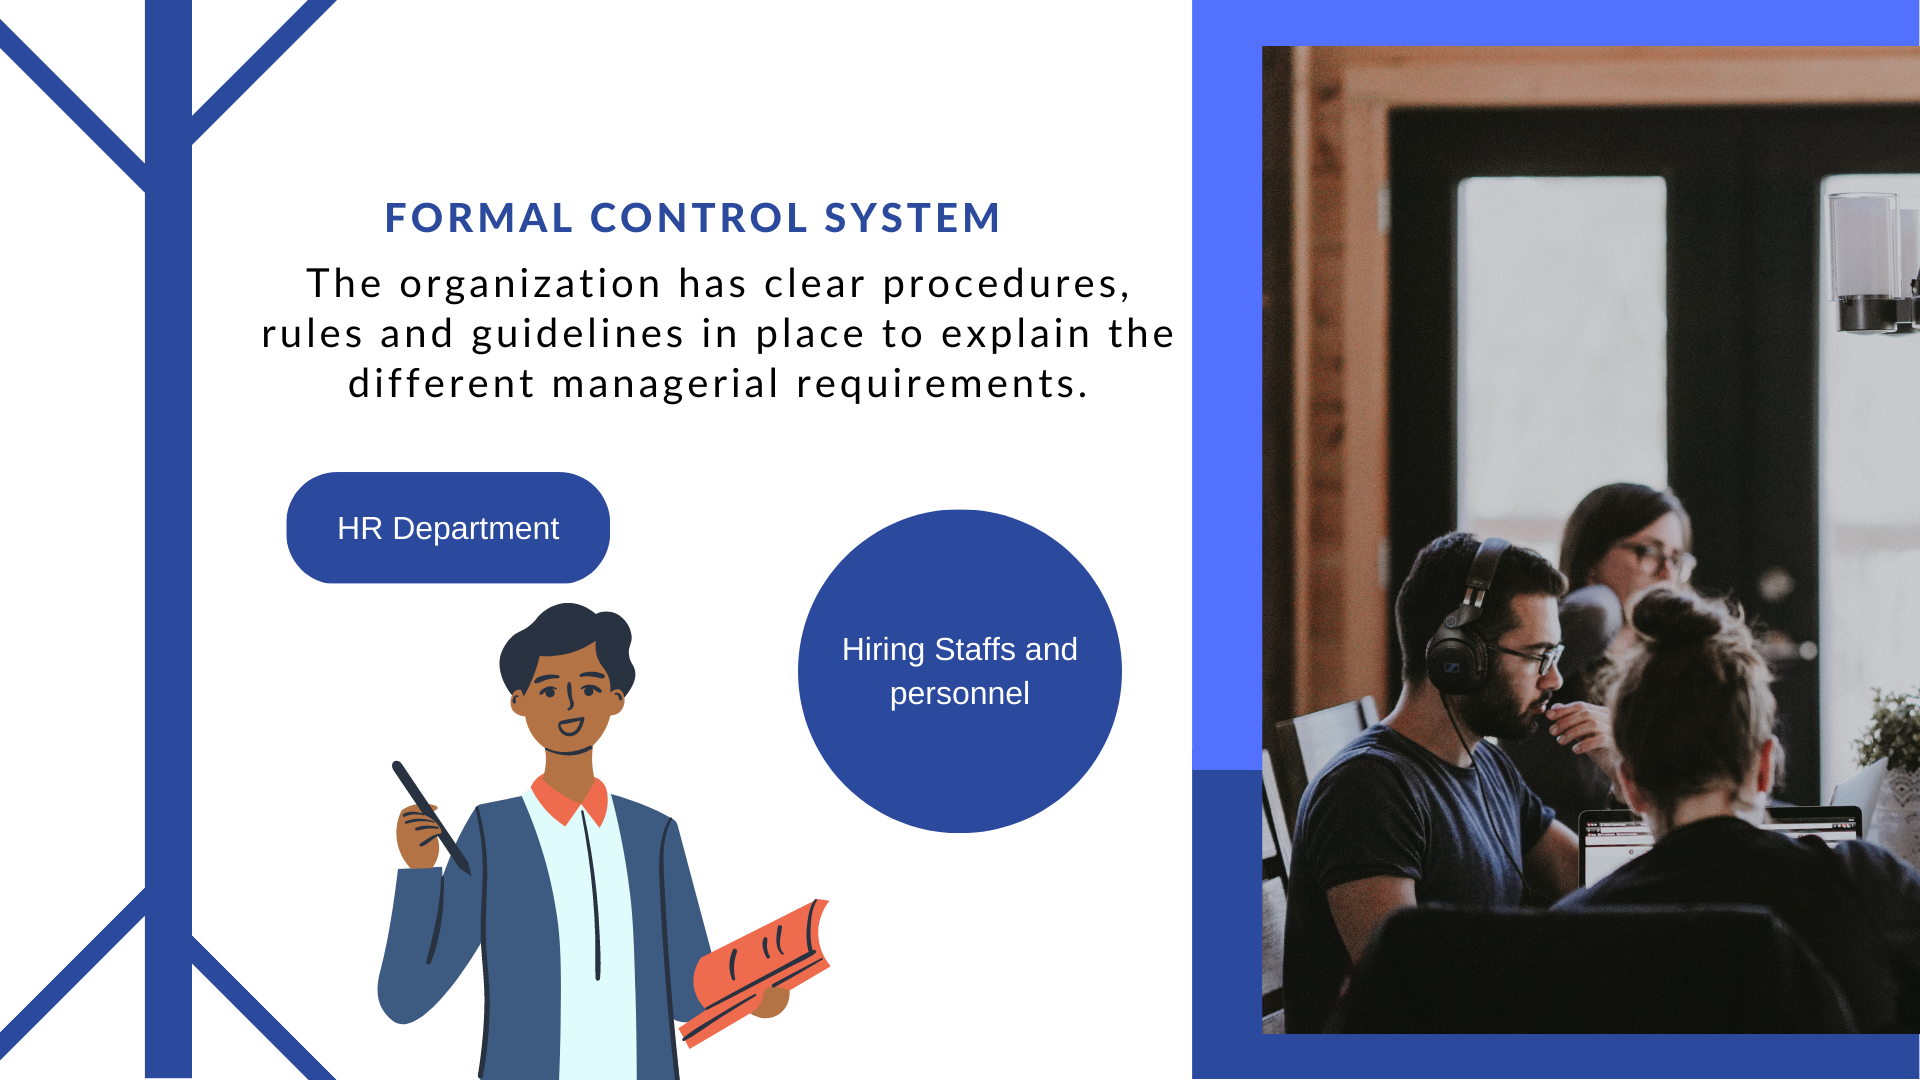 FORMAL CONTROL SYSTEM
The organization has clear procedures,
rules and guidelines in place to explain the
different managerial requirements.
HR Department
Hiring Staffs and
personnel